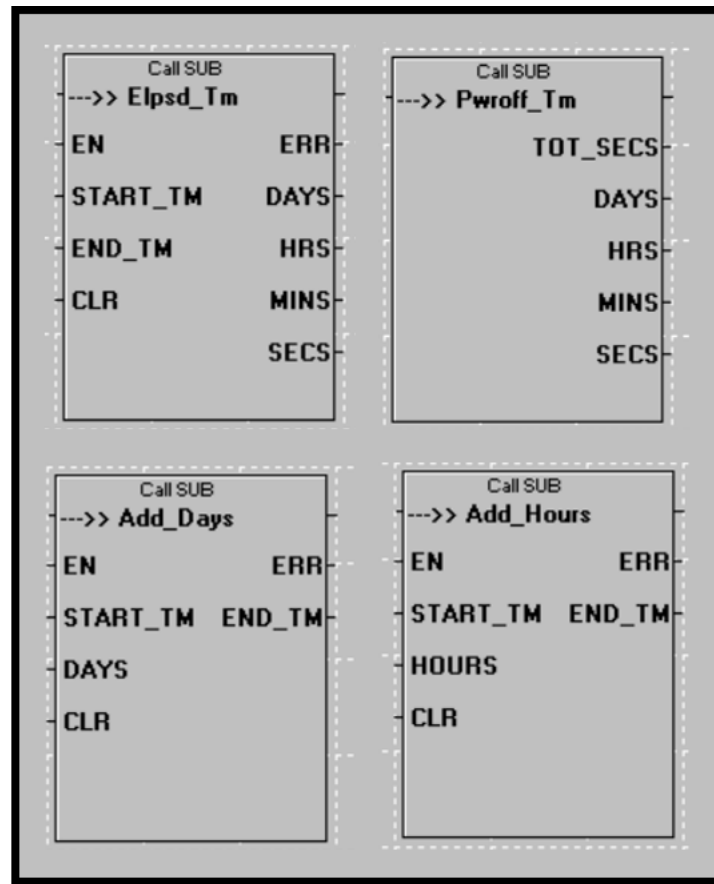 Call SUB
--->> Elpsd_Tm
EN ERR
START_TM DAYS
END_TM HRS
CLR MINS
SECS
Call SUB
--->> Pwroff_Tm
TOT_SECS
DAYS
HRS
MINS
SECS
Call SUB
--->> Add_Days
EN ERR
START_TM END_TM
DAYS
CLR
Call SUB
--->> Add_Hours
EN ERR
START_TM END_TM
HOURS
CLR